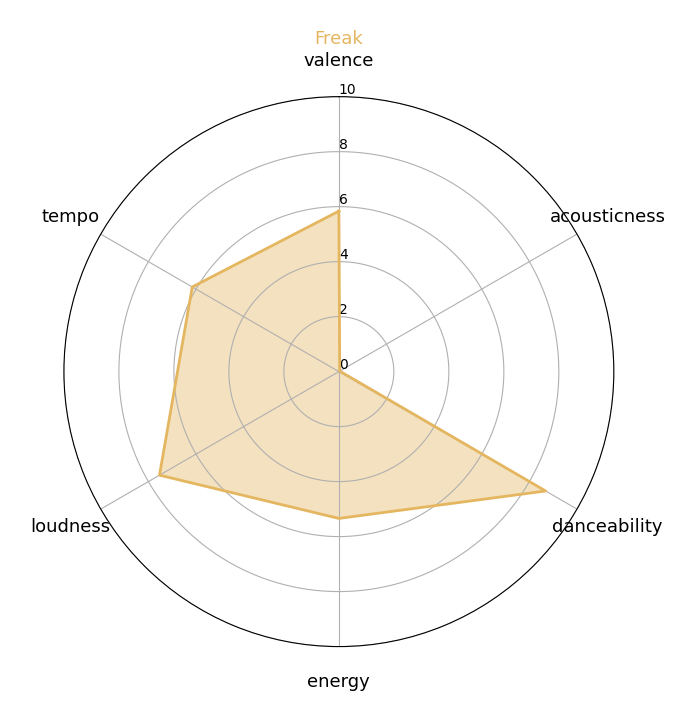 Freak
valence
10
8
tempo
acousticness
6
4
2
0
loudness
danceability
energy